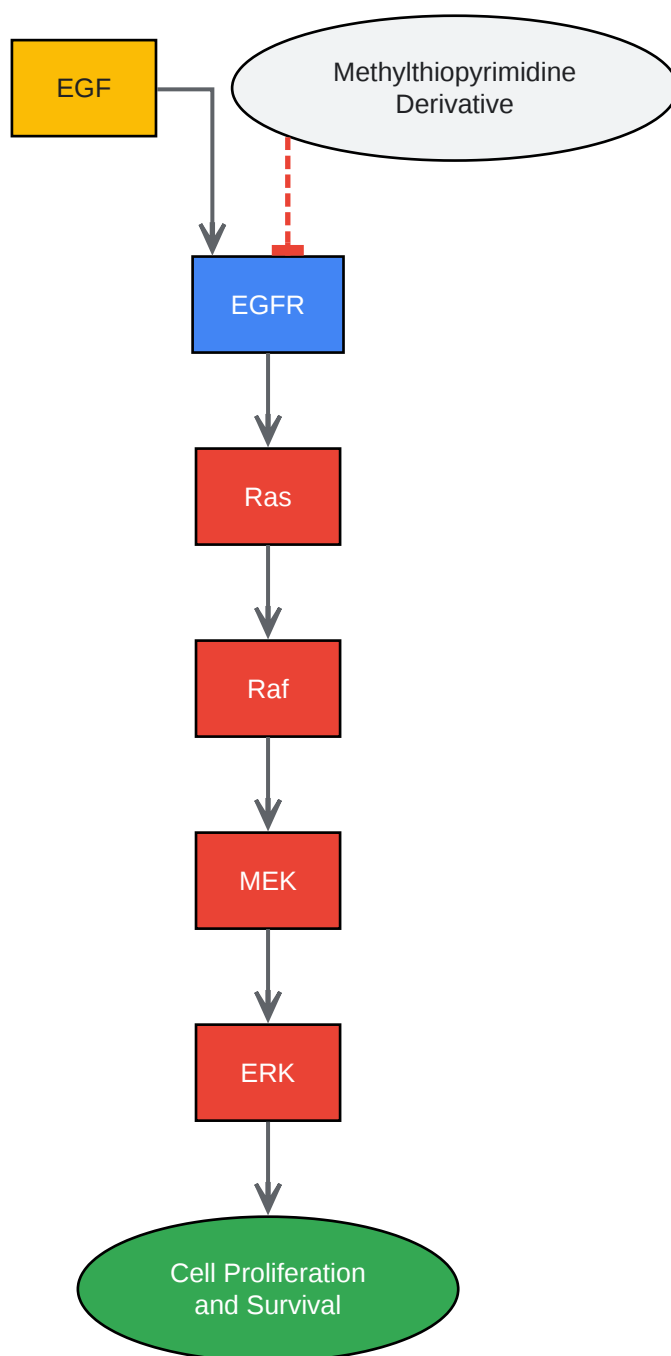 EGF
Methylthiopyrimidine
Derivative
EGFR
Ras
Raf
MEK
ERK
Cell Proliferation
and Survival